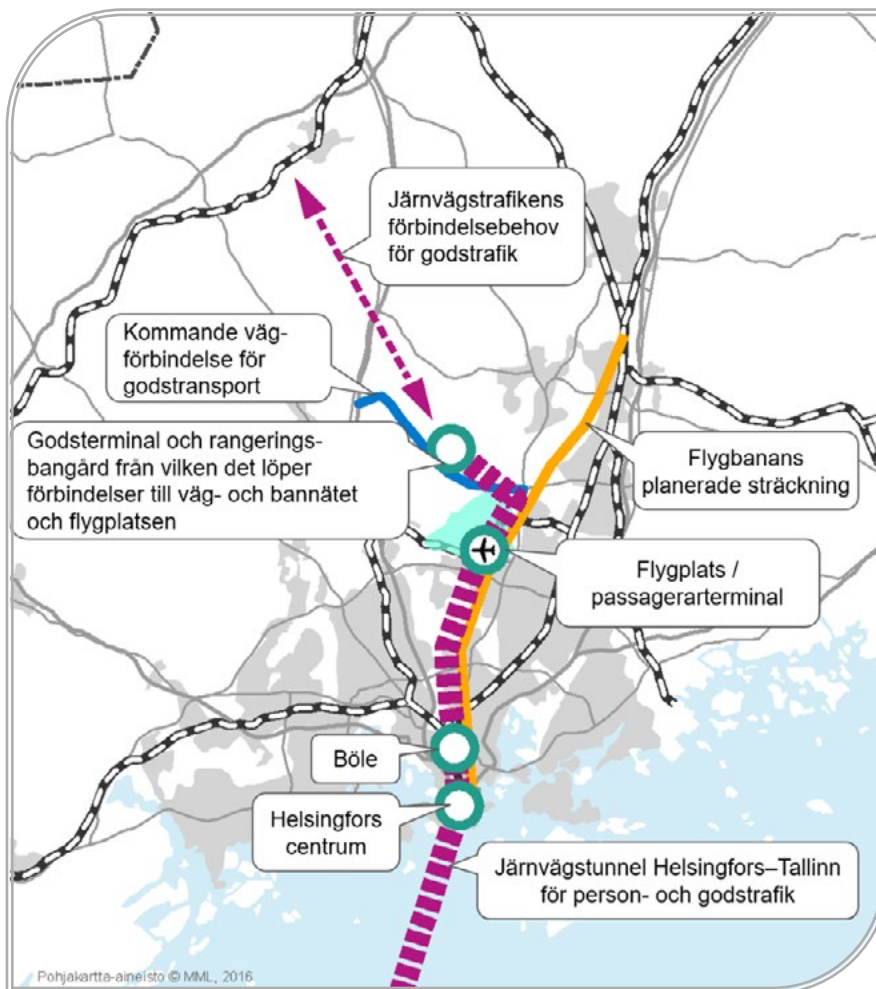 Järnvägstrafikens
förbindelsebehov
för godstrafik
Kommande väg-
förbindelse för
godstransport
Godsterminal och rangerings-
bangård från vilken det löper
förbindelser till väg- och bannätet
och flygplatsen
Flygbanans
planerade sträckning
Flygplats /
passagerarterminal
Böle
Helsingfors
centrum
Järnvägstunnel Helsingfors–Tallinn
för person- och godstrafik
Pohjakartta-aineisto © MML, 2016